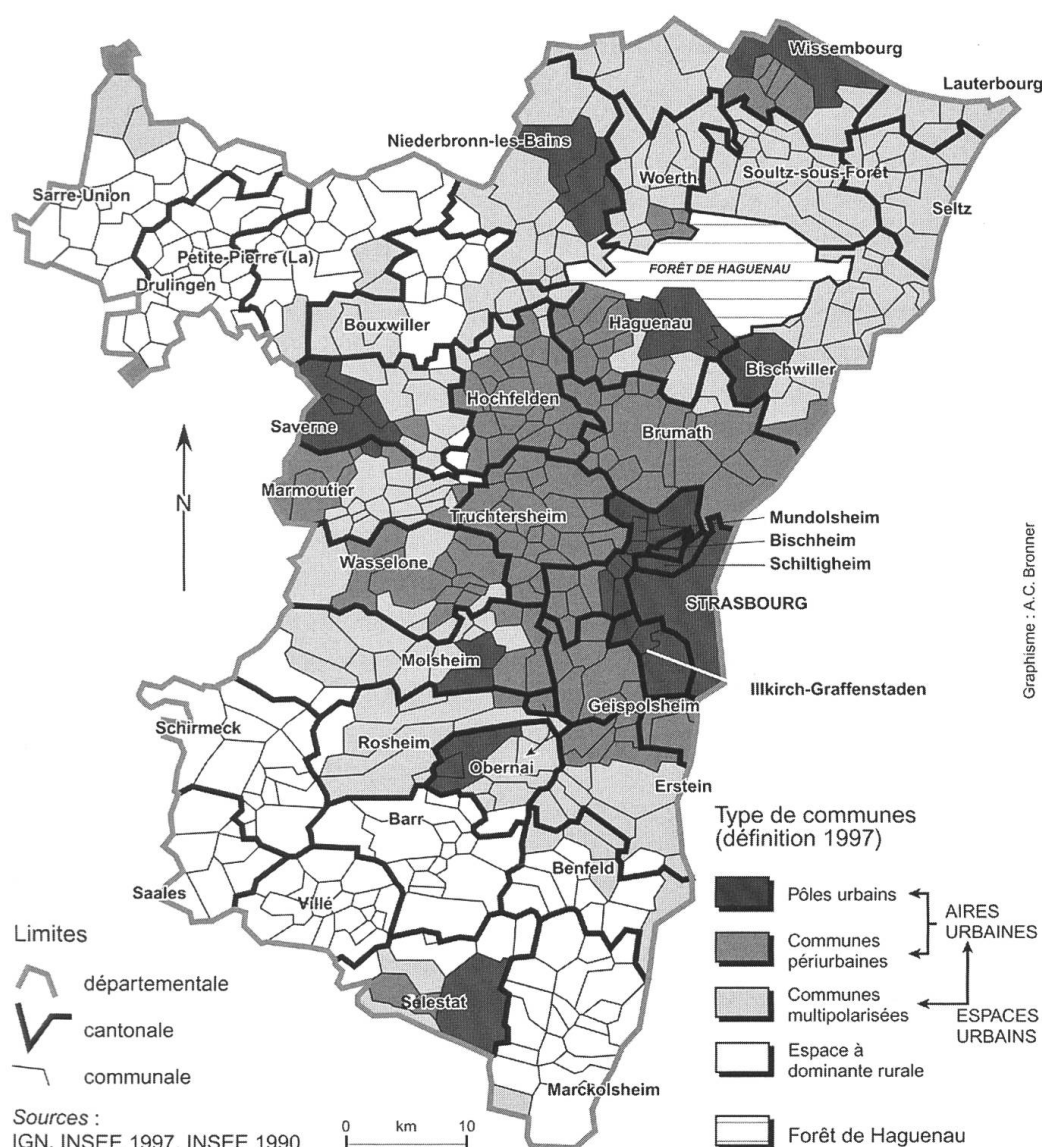 Wissembourg
Lauterbourg
Niederbronn-les-Bains
Woerth
Soultz-sous-Forêt
Sarre-Union
Seltz
Petite-Pierre (La)
Drulingen
FORÊT DE HAGUENAU
Bouxwiller
Haguenau
Bischwiller
Hochfelden
Saverne
Brumath
N
Marmoutier
Truchtersheim
Mundolsheim
Bischheim
Schiltigheim
Wasselone
STRASBOURG
Molsheim
Illkirch-Graffenstaden
Geispolsheim
Schirmeck
Rosheim
Obernai
Erstein
Barr
Benfeld
Saales
Villé
Sélestat
Marckolsheim
Graphisme : A.C. Bronner
Type de communes
(définition 1997)
Pôles urbains
AIRES
URBAINES
Communes
périurbaines
Communes
multipolarisées
ESPACES
URBAINS
Espace à
dominante rurale
Forêt de Haguenau
Limites
départementale
cantonale
communale
Sources :
IGN, INSEE 1997, INSEE 1990
0 km 10